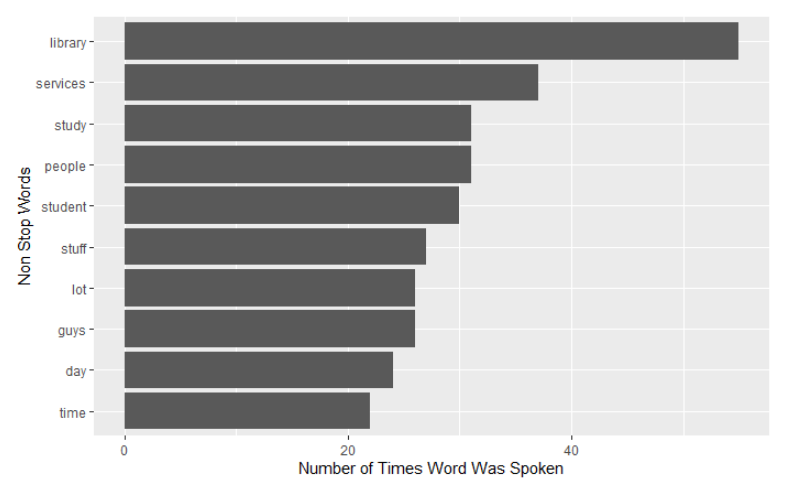 library
services
study
people
student
stuff
lot
guys
day
time
Non Stop Words
0 20 40
Number of Times Word Was Spoken